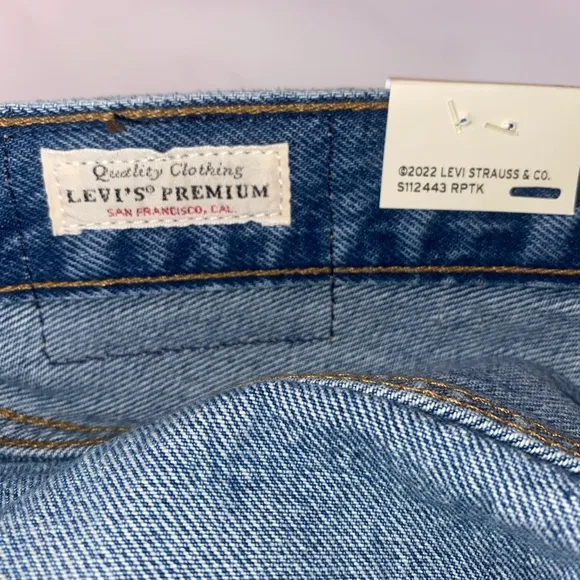 Quality Clothing
LEVI'S® PREMIUM
SAN FRANCISCO, CAL.
©2022 LEVI STRAUSS & CO.
S112443 RPTK